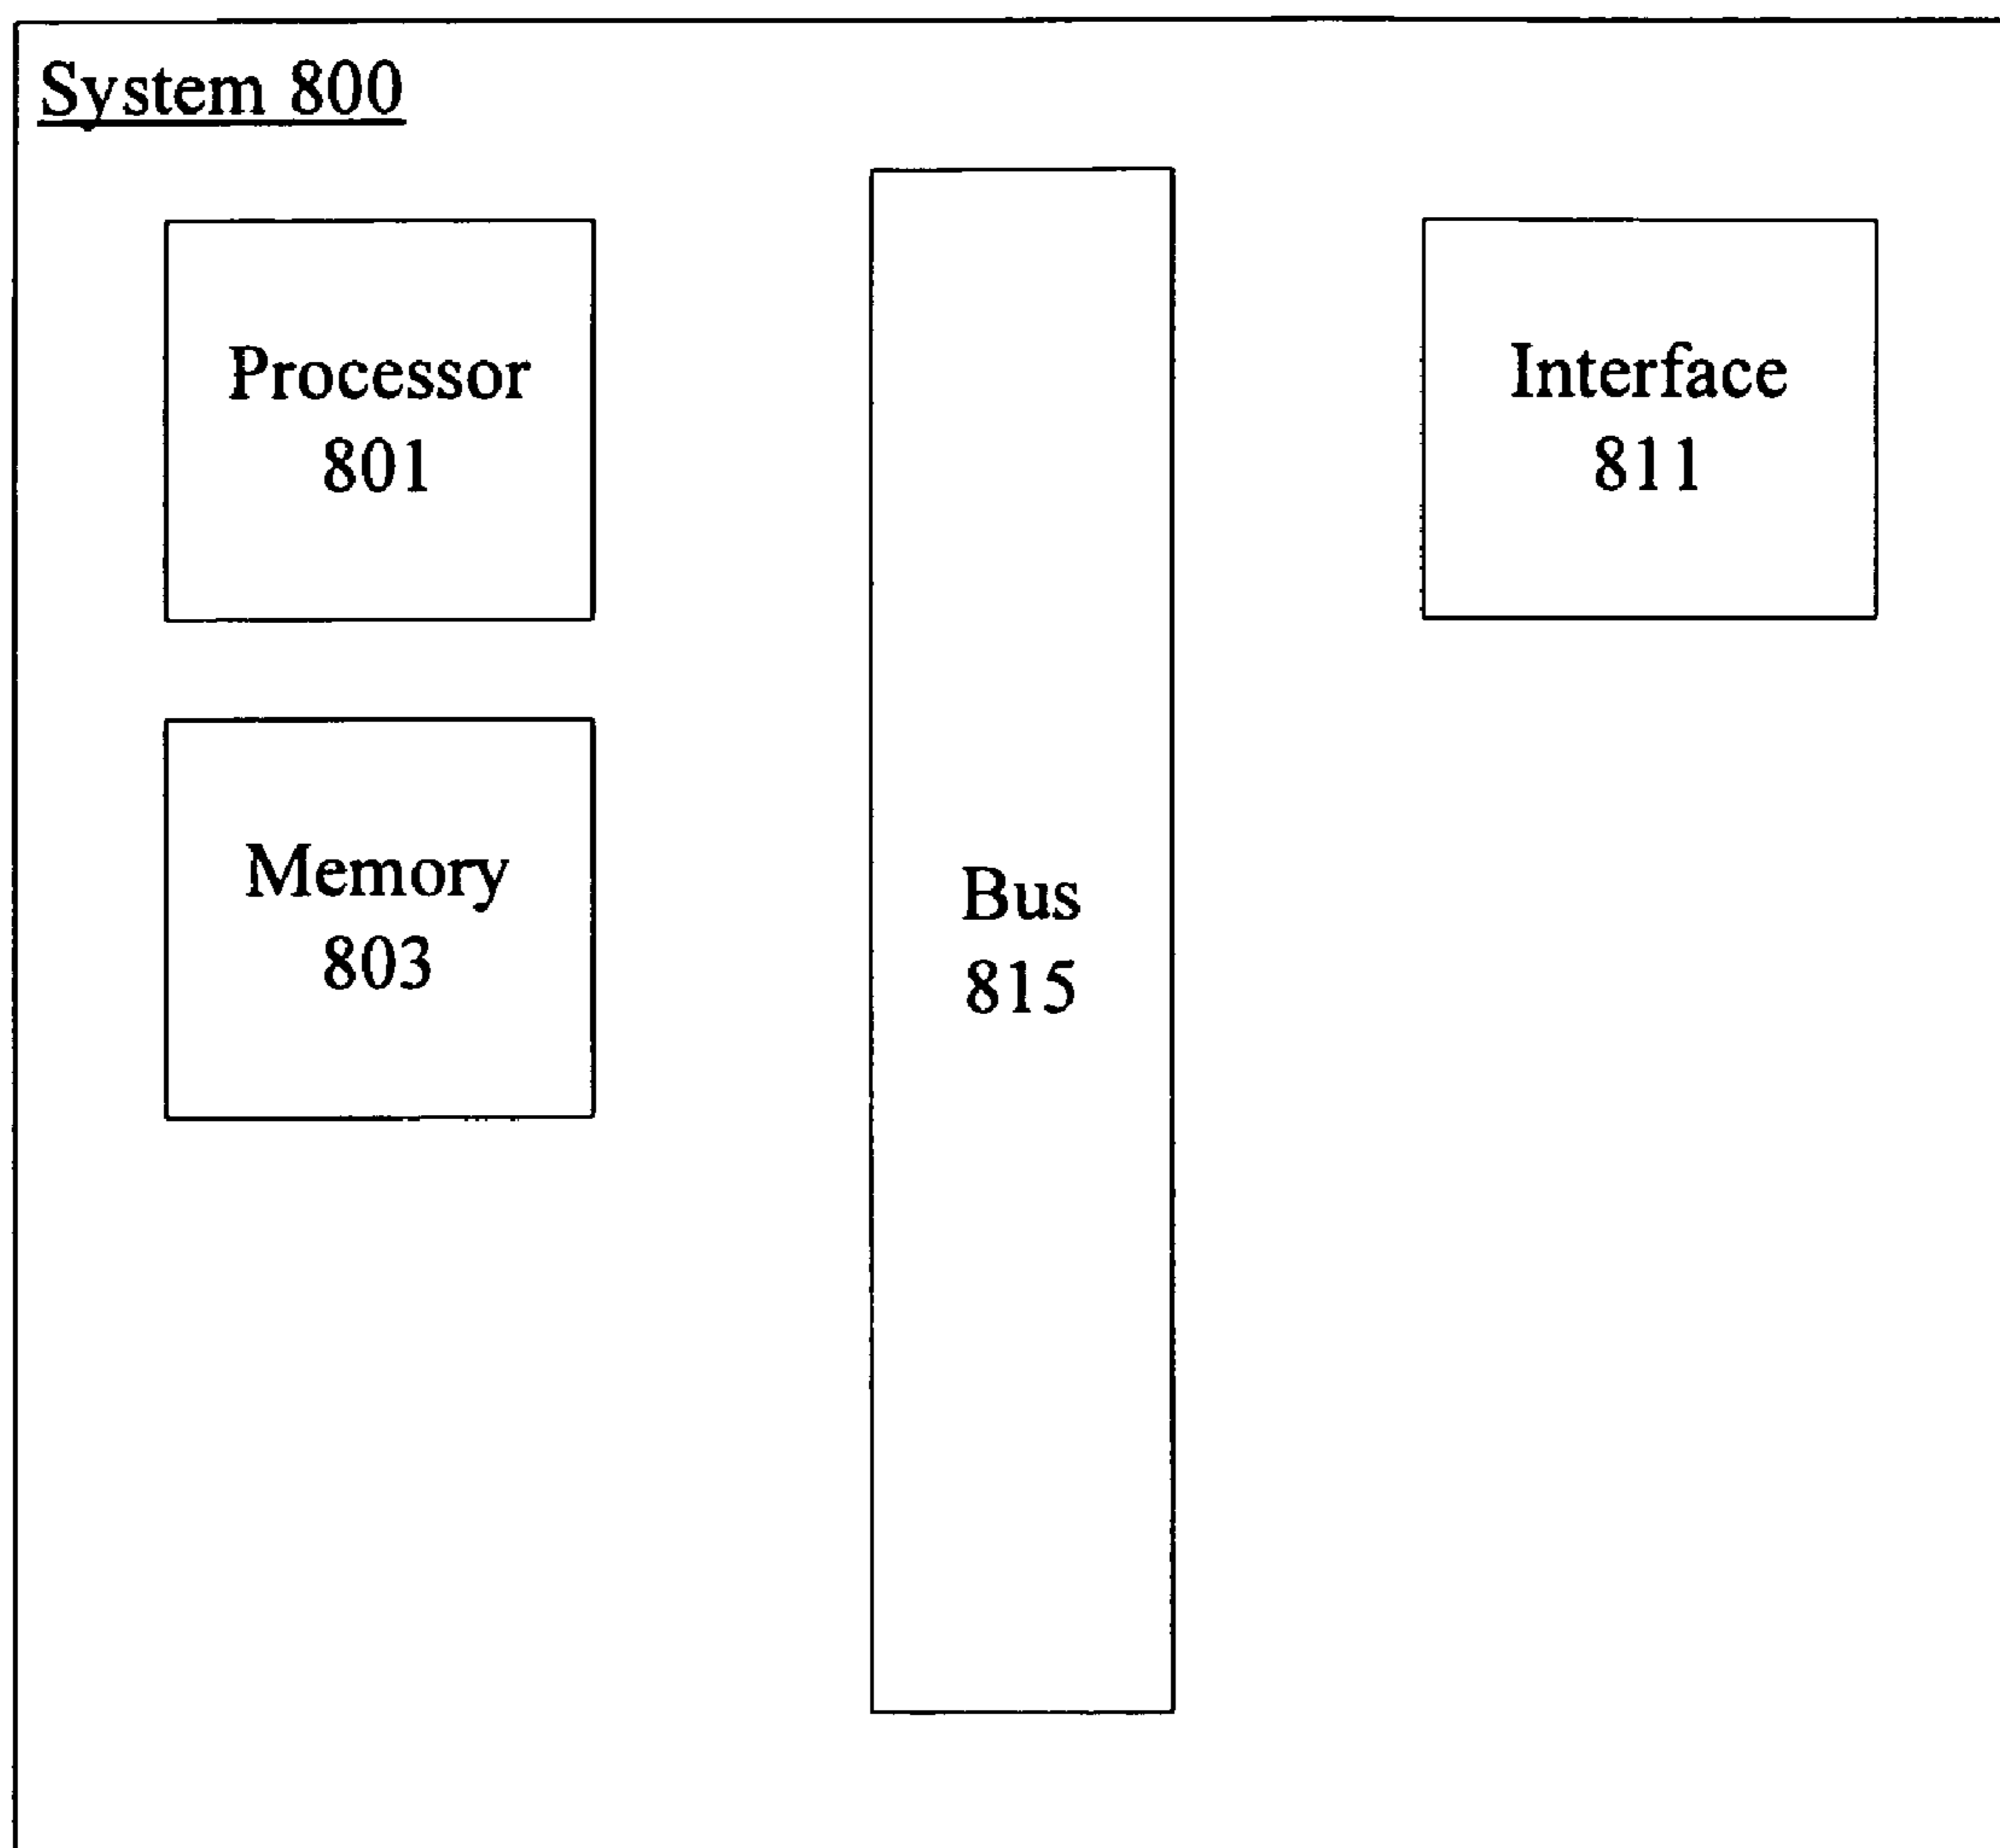 System 800
Processor
801
Interface
811
Memory
803
Bus
815